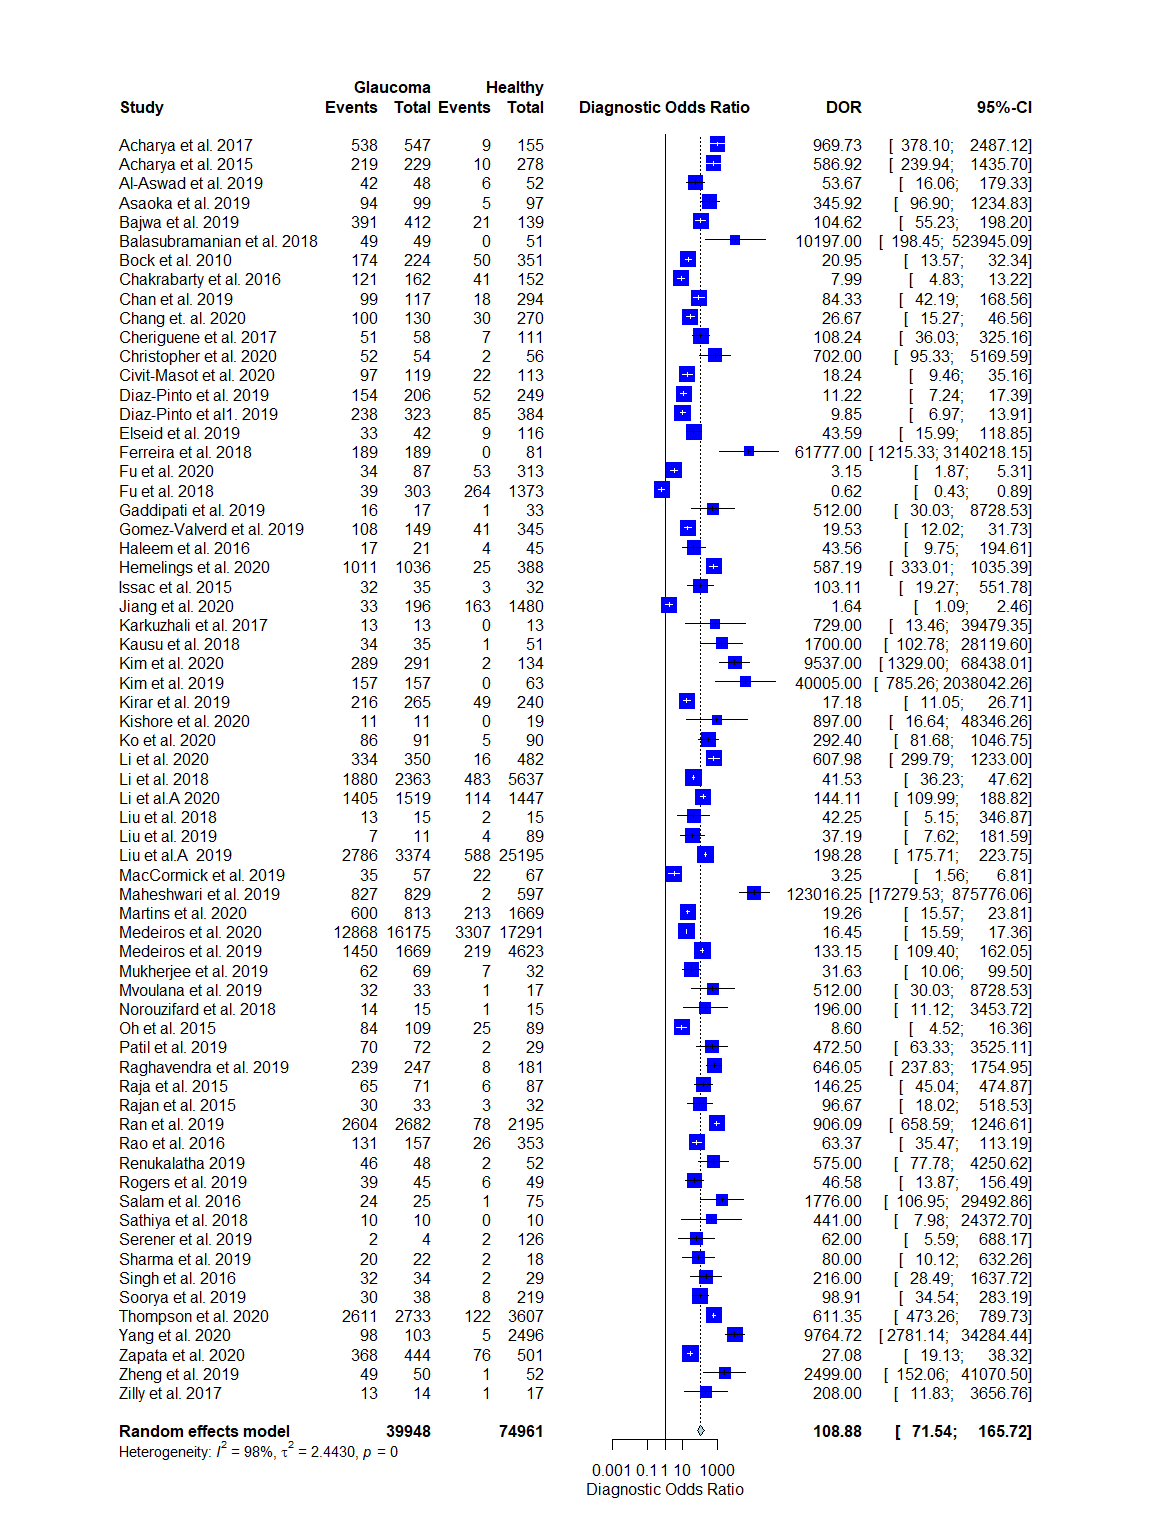 Glaucoma Healthy
Study Events Total Events Total Diagnostic Odds Ratio DOR 95%-CI
Acharya et al. 2017 538 547 9 155 969.73 [ 378.10; 2487.12]
Acharya et al. 2015 219 229 10 278 586.92 [ 239.94; 1435.70]
Al-Aswad et al. 2019 42 48 6 52 53.67 [ 16.06; 179.33]
Asaoka et al. 2019 94 99 5 97 345.92 [ 96.90; 1234.83]
Bajwa et al. 2019 391 412 21 139 104.62 [ 55.23; 198.20]
Balasubramanian et al. 2018 49 49 0 51 10197.00 [ 198.45; 523945.09]
Bock et al. 2010 174 224 50 351 20.95 [ 13.57; 32.34]
Chakrabarty et al. 2016 121 162 41 152 7.99 [ 4.83; 13.22]
Chan et al. 2019 99 117 18 294 84.33 [ 42.19; 168.56]
Chang et. al. 2020 100 130 30 270 26.67 [ 15.27; 46.56]
Cheriguene et al. 2017 51 58 7 111 108.24 [ 36.03; 325.16]
Christopher et al. 2020 52 54 2 56 702.00 [ 95.33; 5169.59]
Civit-Masot et al. 2020 97 119 22 113 18.24 [ 9.46; 35.16]
Diaz-Pinto et al. 2019 154 206 52 249 11.22 [ 7.24; 17.39]
Diaz-Pinto et al1. 2019 238 323 85 384 9.85 [ 6.97; 13.91]
Elseid et al. 2019 33 42 9 116 43.59 [ 15.99; 118.85]
Ferreira et al. 2018 189 189 0 81 61777.00 [ 1215.33; 3140218.15]
Fu et al. 2020 34 87 53 313 3.15 [ 1.87; 5.31]
Fu et al. 2018 39 303 264 1373 0.62 [ 0.43; 0.89]
Gaddipati et al. 2019 16 17 1 33 512.00 [ 30.03; 8728.53]
Gomez-Valverd et al. 2019 108 149 41 345 19.53 [ 12.02; 31.73]
Haleem et al. 2016 17 21 4 45 43.56 [ 9.75; 194.61]
Hemelings et al. 2020 1011 1036 25 388 587.19 [ 333.01; 1035.39]
Issac et al. 2015 32 35 3 32 103.11 [ 19.27; 551.78]
Jiang et al. 2020 33 196 163 1480 1.64 [ 1.09; 2.46]
Karkuzhali et al. 2017 13 13 0 13 729.00 [ 13.46; 39479.35]
Kausu et al. 2018 34 35 1 51 1700.00 [ 102.78; 28119.60]
Kim et al. 2020 289 291 2 134 9537.00 [ 1329.00; 68438.01]
Kim et al. 2019 157 157 0 63 40005.00 [ 785.26; 2038042.26]
Kirar et al. 2019 216 265 49 240 17.18 [ 11.05; 26.71]
Kishore et al. 2020 11 11 0 19 897.00 [ 16.64; 48346.26]
Ko et al. 2020 86 91 5 90 292.40 [ 81.68; 1046.75]
Li et al. 2020 334 350 16 482 607.98 [ 299.79; 1233.00]
Li et al. 2018 1880 2363 483 5637 41.53 [ 36.23; 47.62]
Li et al.A 2020 1405 1519 114 1447 144.11 [ 109.99; 188.82]
Liu et al. 2018 13 15 2 15 42.25 [ 5.15; 346.87]
Liu et al. 2019 7 11 4 89 37.19 [ 7.62; 181.59]
Liu et al.A 2019 2786 3374 588 25195 198.28 [ 175.71; 223.75]
MacCormick et al. 2019 35 57 22 67 3.25 [ 1.56; 6.81]
Maheshwari et al. 2019 827 829 2 597 123016.25 [17279.53; 875776.06]
Martins et al. 2020 600 813 213 1669 19.26 [ 15.57; 23.81]
Medeiros et al. 2020 12868 16175 3307 17291 16.45 [ 15.59; 17.36]
Medeiros et al. 2019 1450 1669 219 4623 133.15 [ 109.40; 162.05]
Mukherjee et al. 2019 62 69 7 32 31.63 [ 10.06; 99.50]
Mvoulana et al. 2019 32 33 1 17 512.00 [ 30.03; 8728.53]
Norouzifard et al. 2018 14 15 1 15 196.00 [ 11.12; 3453.72]
Oh et al. 2015 84 109 25 89 8.60 [ 4.52; 16.36]
Patil et al. 2019 70 72 2 29 472.50 [ 63.33; 3525.11]
Raghavendra et al. 2019 239 247 8 181 646.05 [ 237.83; 1754.95]
Raja et al. 2015 65 71 6 87 146.25 [ 45.04; 474.87]
Rajan et al. 2015 30 33 3 32 96.67 [ 18.02; 518.53]
Ran et al. 2019 2604 2682 78 2195 906.09 [ 658.59; 1246.61]
Rao et al. 2016 131 157 26 353 63.37 [ 35.47; 113.19]
Renukalatha 2019 46 48 2 52 575.00 [ 77.78; 4250.62]
Rogers et al. 2019 39 45 6 49 46.58 [ 13.87; 156.49]
Salam et al. 2016 24 25 1 75 1776.00 [ 106.95; 29492.86]
Sathiya et al. 2018 10 10 0 10 441.00 [ 7.98; 24372.70]
Serener et al. 2019 2 4 2 126 62.00 [ 5.59; 688.17]
Sharma et al. 2019 20 22 2 18 80.00 [ 10.12; 632.26]
Singh et al. 2016 32 34 2 29 216.00 [ 28.49; 1637.72]
Soorya et al. 2019 30 38 8 219 98.91 [ 34.54; 283.19]
Thompson et al. 2020 2611 2733 122 3607 611.35 [ 473.26; 789.73]
Yang et al. 2020 98 103 5 2496 9764.72 [ 2781.14; 34284.44]
Zapata et al. 2020 368 444 76 501 27.08 [ 19.13; 38.32]
Zheng et al. 2019 49 50 1 52 2499.00 [ 152.06; 41070.50]
Zilly et al. 2017 13 14 1 17 208.00 [ 11.83; 3656.76]
Random effects model 39948 74961 108.88 [ 71.54; 165.72]
Heterogeneity: I² = 98%, τ² = 2.4430, p = 0
0.001 0.1 1 10 1000
Diagnostic Odds Ratio